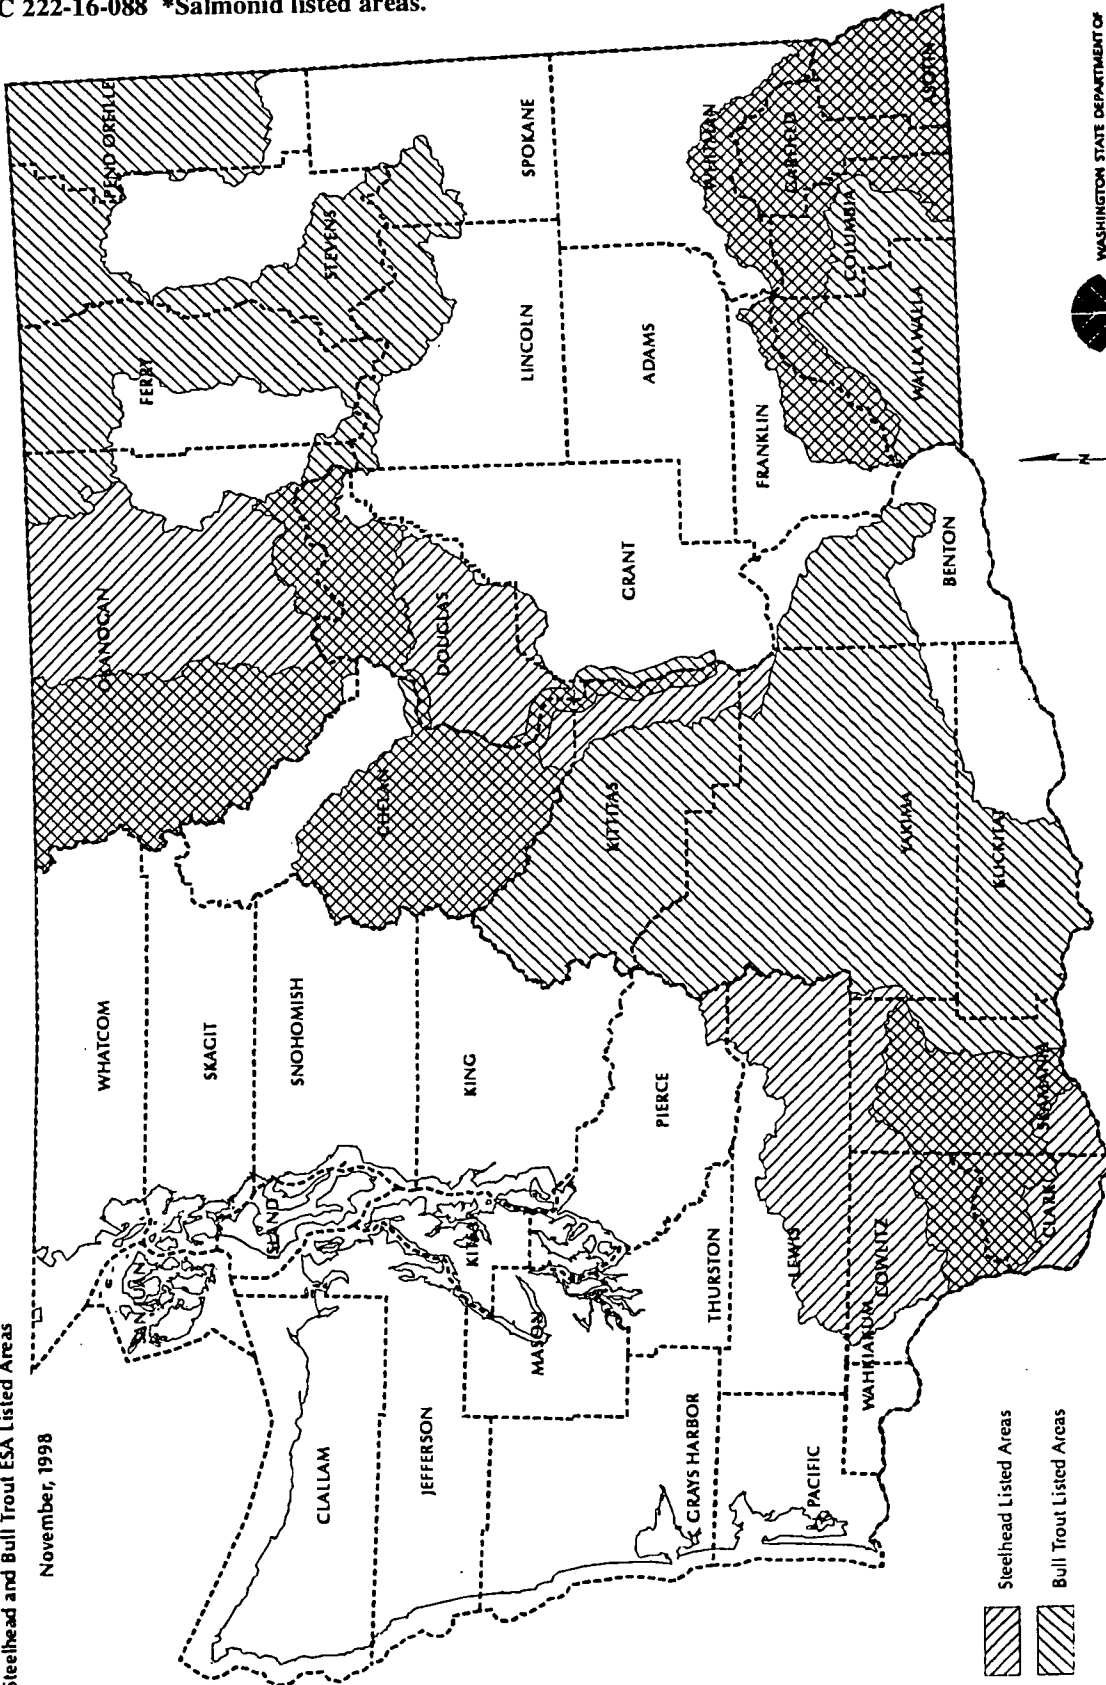 C 222-16-088 *Salmonid listed areas.
Steelhead and Bull Trout ESA Listed Areas
November, 1998
WHATCOM
SAN JUAN
SKAGIT
ISLAND
SNOHOMISH
CLALLAM
JEFFERSON
KITSAP
KING
MASON
GRAYS HARBOR
THURSTON
PIERCE
PACIFIC
LEWIS
WAHKIAKUM
COWLITZ
CLARK
SKAMANIA
OKANOGAN
CHELAN
DOUGLAS
KITTITAS
GRANT
YAKIMA
KLICKITAT
BENTON
FERRY
STEVENS
PEND OREILLE
LINCOLN
SPOKANE
ADAMS
WHITMAN
FRANKLIN
GARFIELD
COLUMBIA
WALLA WALLA
ASOTIN
N
Steelhead Listed Areas
Bull Trout Listed Areas
WASHINGTON STATE DEPARTMENT OF